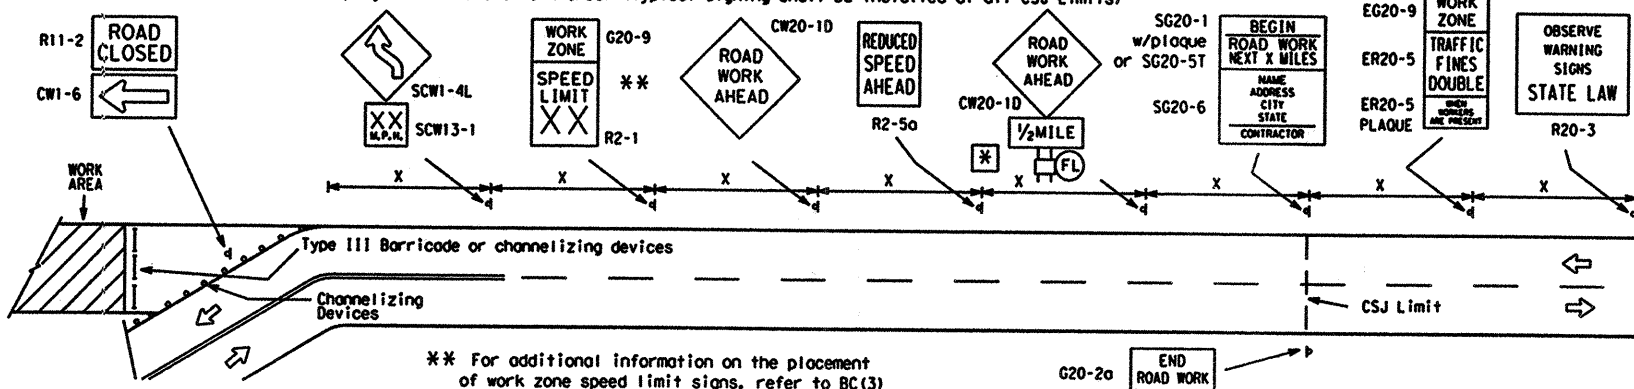 R11-2
ROAD
CLOSED
CW1-6
SCW1-4L
XX
M.P.H.
SCW13-1
WORK
ZONE
SPEED
LIMIT
XX
G20-9
**
R2-1
CW20-1D
ROAD
WORK
AHEAD
REDUCED
SPEED
AHEAD
R2-5a
ROAD
WORK
AHEAD
CW20-1D
1/2 MILE
*
FL
SG20-1
w/plaque
or SG20-5T
SG20-6
BEGIN
ROAD WORK
NEXT X MILES
NAME
ADDRESS
CITY
STATE
CONTRACTOR
EG20-9
WORK
ZONE
ER20-5
TRAFFIC
FINES
DOUBLE
ER20-5
PLAQUE
WHEN
WORKERS
ARE PRESENT
OBSERVE
WARNING
SIGNS
STATE LAW
R20-3
WORK
AREA
X X X X X X X X
Type III Barricade or channelizing devices
Channelizing
Devices
CSJ Limit
** For additional information on the placement
of work zone speed limit signs, refer to BC(3)
G20-2a
END
ROAD WORK